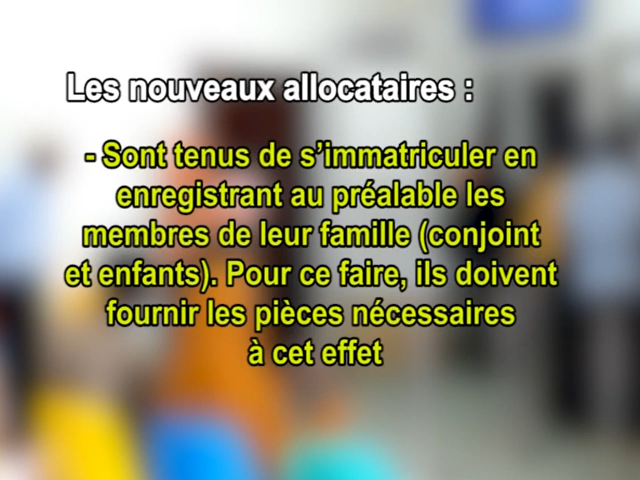 Les nouveaux allocataires :
- Sont tenus de s'immatriculer en
enregistrant au préalable les
membres de leur famille (conjoint
et enfants). Pour ce faire, ils doivent
fournir les pièces nécessaires
à cet effet